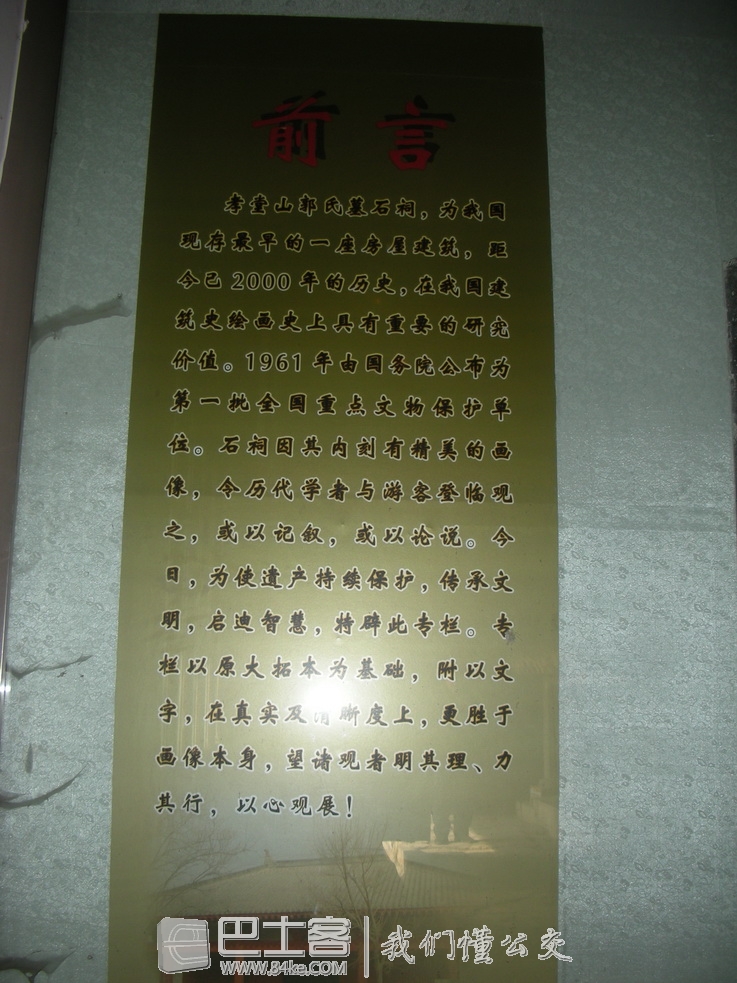 前言
孝堂山郭氏墓石祠，为我国
现存最早的一座房屋建筑，距
今已2000年的历史，在我国建
筑史绘画史上具有重要的研究
价值。1961年由国务院公布为
第一批全国重点文物保护单
位。石祠因其内刻有精美的画
像，令历代学者与游客登临观
之，或以记叙，或以论说。今
日，为使遗产持续保护，传承文
明，启迪智慧，特辟此专栏。专
栏以原大拓本为基础，附以文
字，在真实及清晰度上，更胜于
画像本身，望诸观者明其理、力
其行，以心观展！
巴士客 我们懂公交
www.84ke.com